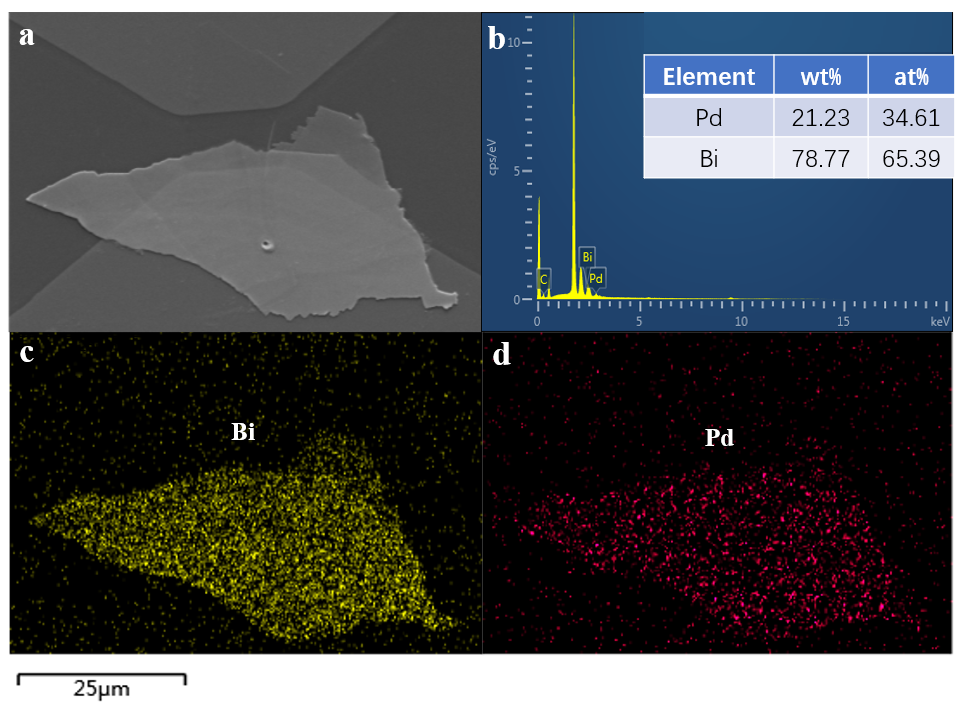 a
b
10
5
0
cps/eV
Element wt% at%
Pd 21.23 34.61
Bi 78.77 65.39
C
Bi
Pd
0 5 10 15 keV
c
Bi
d
Pd
25μm